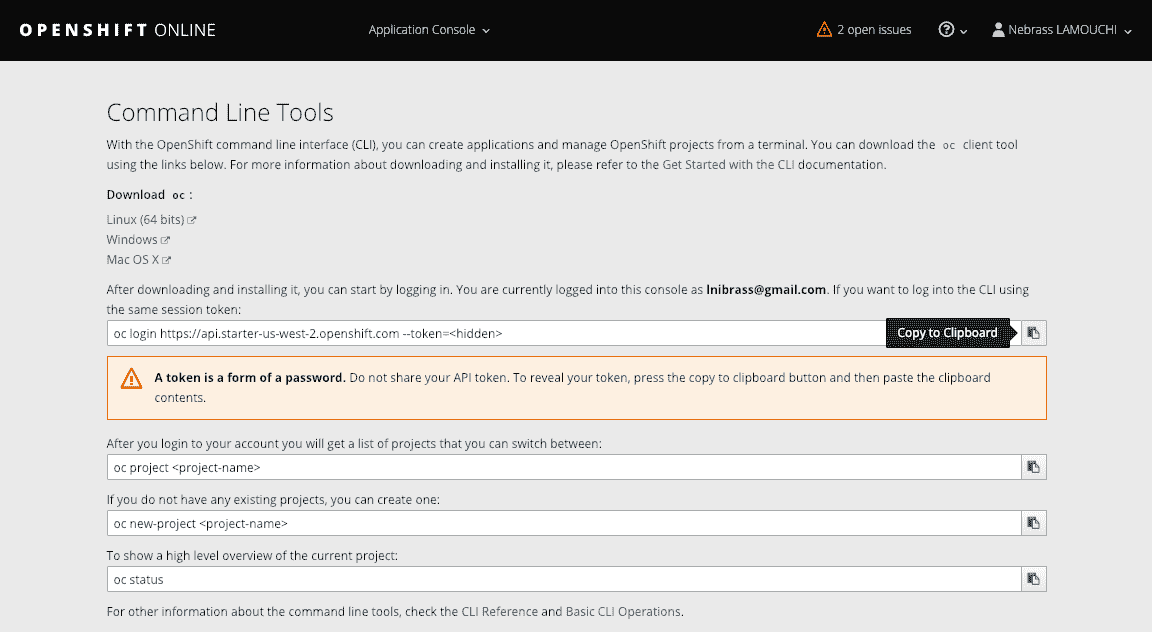 OPENSHIFT ONLINE
Application Console
2 open issues
Nebrass LAMOUCHI
Command Line Tools
With the OpenShift command line interface (CLI), you can create applications and manage OpenShift projects from a terminal. You can download the oc client tool
using the links below. For more information about downloading and installing it, please refer to the Get Started with the CLI documentation.
Download oc :
Linux (64 bits)
Windows
Mac OS X
After downloading and installing it, you can start by logging in. You are currently logged into this console as lnibrass@gmail.com. If you want to log into the CLI using
the same session token:
oc login https://api.starter-us-west-2.openshift.com --token=<hidden>
Copy to Clipboard
A token is a form of a password. Do not share your API token. To reveal your token, press the copy to clipboard button and then paste the clipboard
contents.
After you login to your account you will get a list of projects that you can switch between:
oc project <project-name>
If you do not have any existing projects, you can create one:
oc new-project <project-name>
To show a high level overview of the current project:
oc status
For other information about the command line tools, check the CLI Reference and Basic CLI Operations.